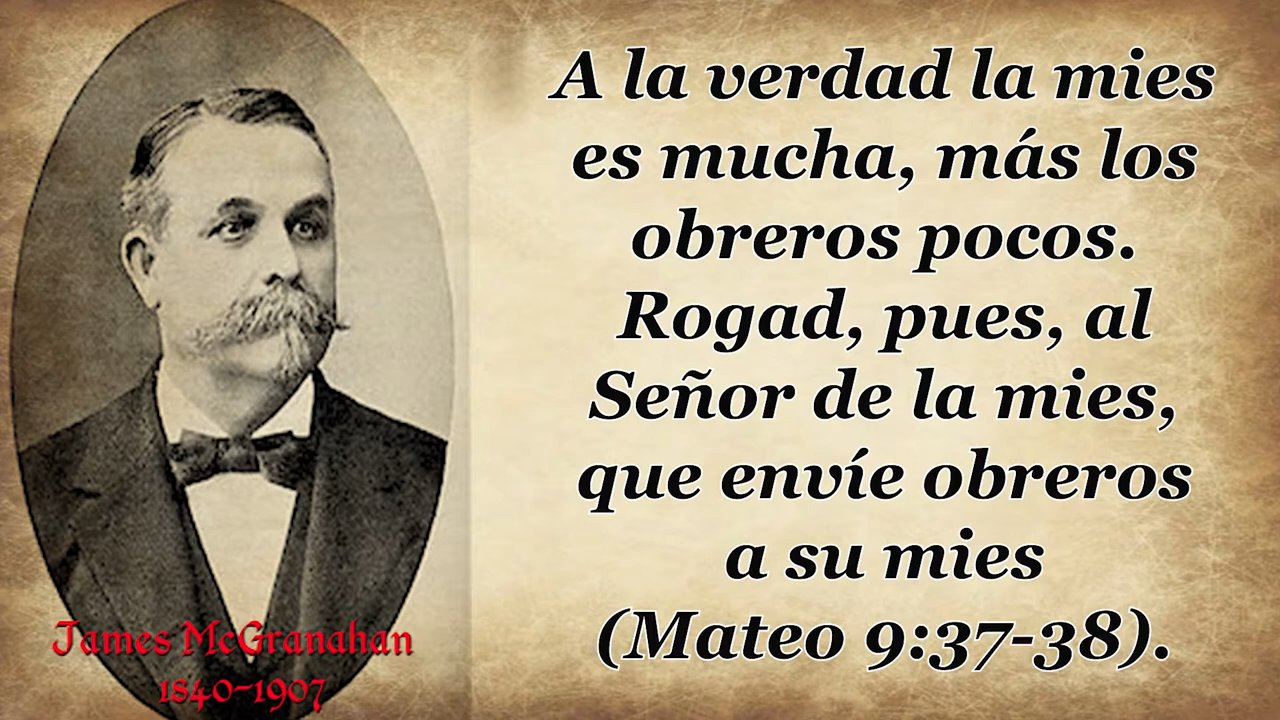 A la verdad la mies
es mucha, más los
obreros pocos.
Rogad, pues, al
Señor de la mies,
que envíe obreros
a su mies
(Mateo 9:37-38).
James McGranahan
1840-1907